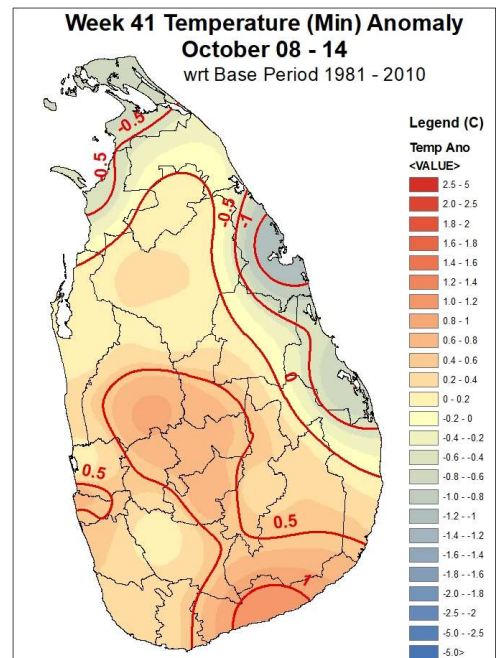 Week 41 Temperature (Min) Anomaly
October 08 - 14
wrt Base Period 1981 - 2010
Legend (C)
Temp Ano
<VALUE>
2.5 - 5
2.0 - 2.5
1.8 - 2
1.6 - 1.8
1.4 - 1.6
1.2 - 1.4
1.0 - 1.2
0.8 - 1
0.6 - 0.8
0.4 - 0.6
0.2 - 0.4
0 - 0.2
-0.2 - 0
-0.4 - -0.2
-0.6 - -0.4
-0.8 - -0.6
-1.0 - -0.8
-1.2 - -1
-1.4 - -1.2
-1.6 - -1.4
-1.8 - -1.6
-2.0 - -1.8
-2.5 - -2
-5.0 - -2.5
-5.0>
-0.5
-0.5
-0.5
-1
0
0.5
0.5
1